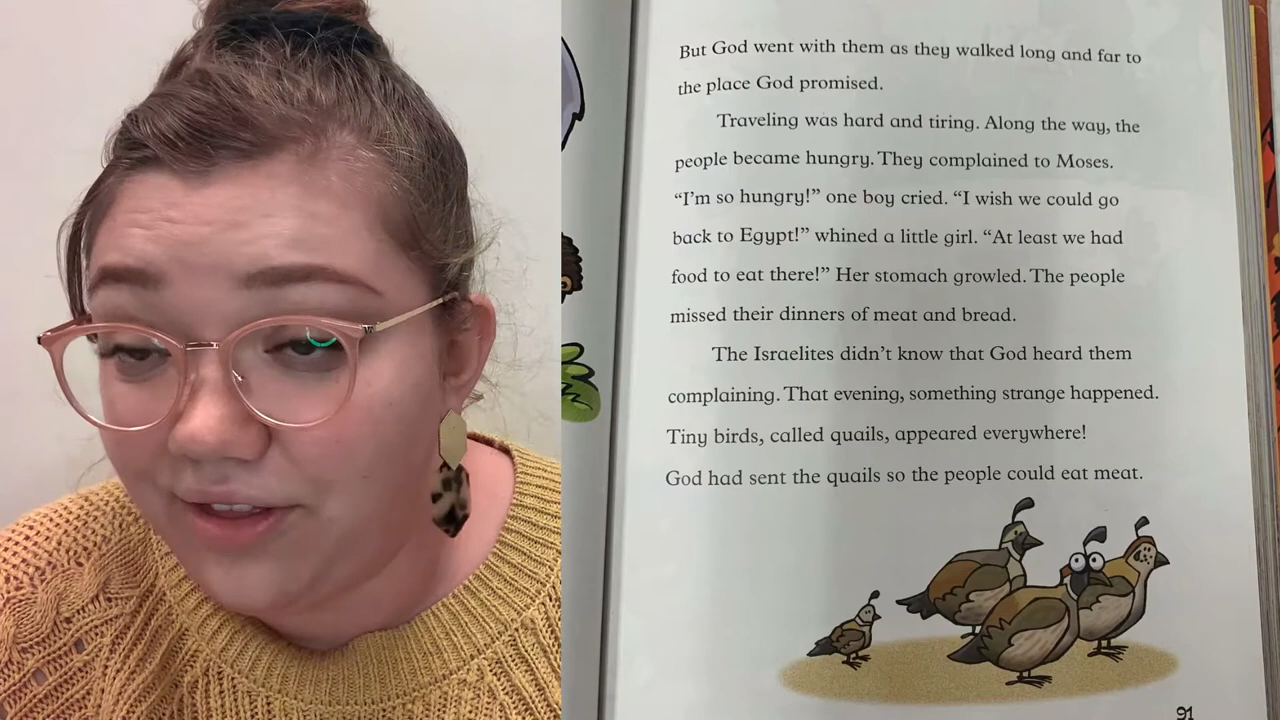 But God went with them as they walked long and far to
the place God promised.
Traveling was hard and tiring. Along the way, the
people became hungry. They complained to Moses.
“I’m so hungry!” one boy cried. “I wish we could go
back to Egypt!” whined a little girl. “At least we had
food to eat there!” Her stomach growled. The people
missed their dinners of meat and bread.
The Israelites didn’t know that God heard them
complaining. That evening, something strange happened.
Tiny birds, called quails, appeared everywhere!
God had sent the quails so the people could eat meat.
91